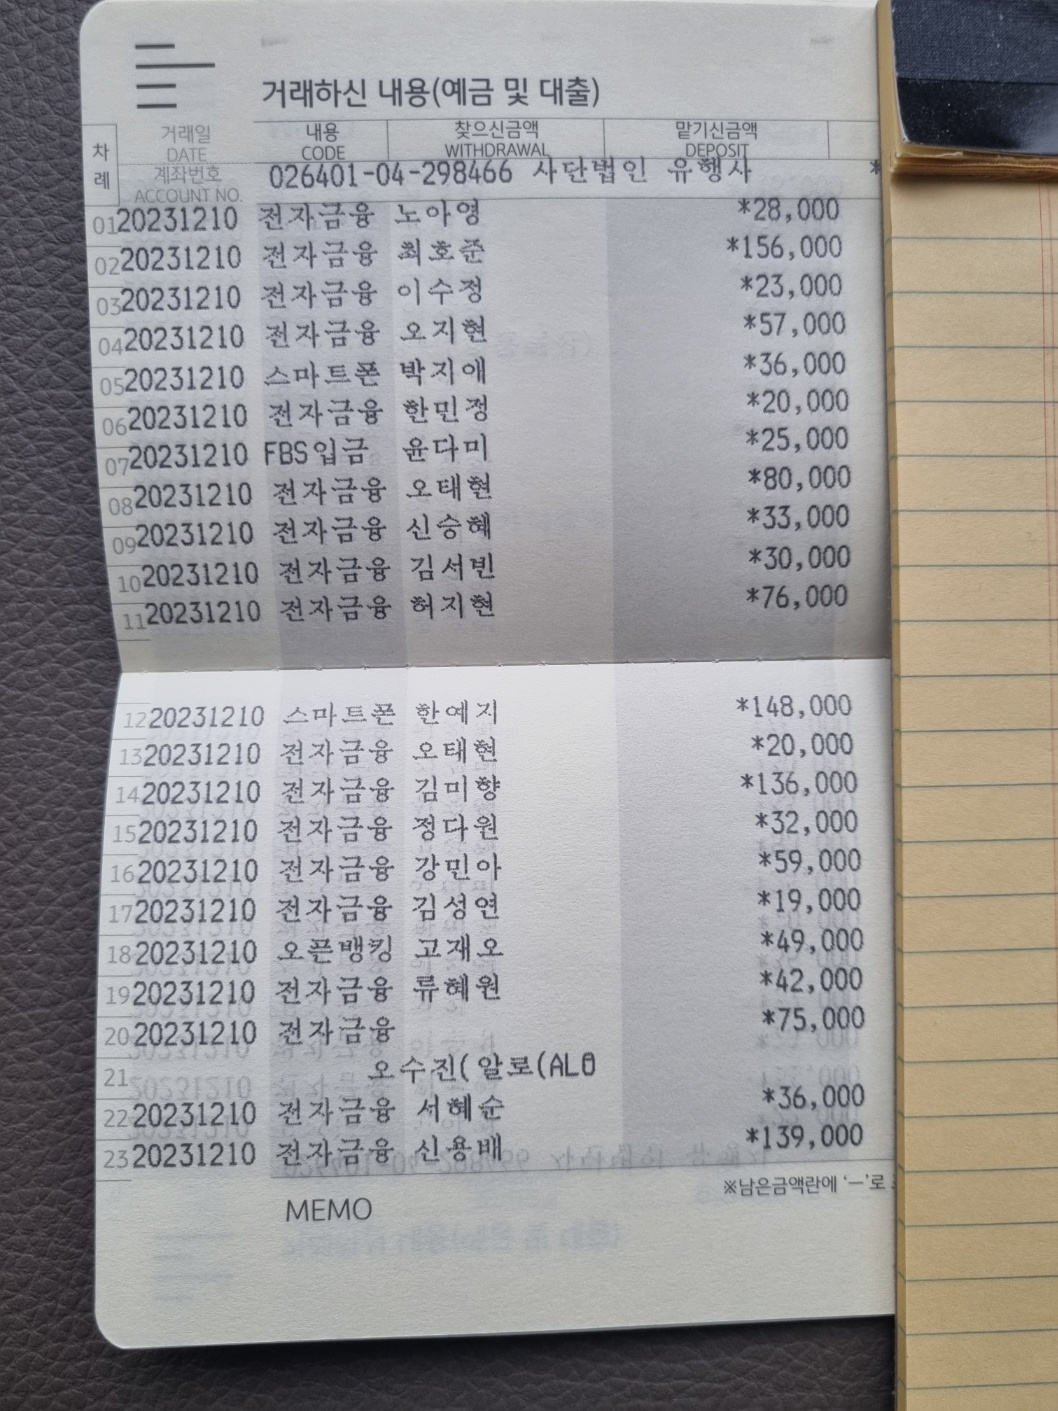 거래하신 내용(예금 및 대출)
차례 거래일 DATE 계좌번호 ACCOUNT NO. 내용 CODE 찾으신금액 WITHDRAWAL 맡기신금액 DEPOSIT
026401-04-298466 사단법인 유행사 *
01 20231210 전자금융 노아영 *28,000
02 20231210 전자금융 최호준 *156,000
03 20231210 전자금융 이수정 *23,000
04 20231210 전자금융 오지현 *57,000
05 20231210 스마트폰 박지애 *36,000
06 20231210 전자금융 한민정 *20,000
07 20231210 FBS입금 윤다미 *25,000
08 20231210 전자금융 오태현 *80,000
09 20231210 전자금융 신승혜 *33,000
10 20231210 전자금융 김서빈 *30,000
11 20231210 전자금융 허지현 *76,000
12 20231210 스마트폰 한예지 *148,000
13 20231210 전자금융 오태현 *20,000
14 20231210 전자금융 김미향 *136,000
15 20231210 전자금융 정다원 *32,000
16 20231210 전자금융 강민아 *59,000
17 20231210 전자금융 김성연 *19,000
18 20231210 오픈뱅킹 고재오 *49,000
19 20231210 전자금융 류혜원 *42,000
20 20231210 전자금융 *75,000
21 오수진(알로(ALO
22 20231210 전자금융 서혜순 *36,000
23 20231210 전자금융 신용배 *139,000
※남은금액란에 ‘-’로
MEMO